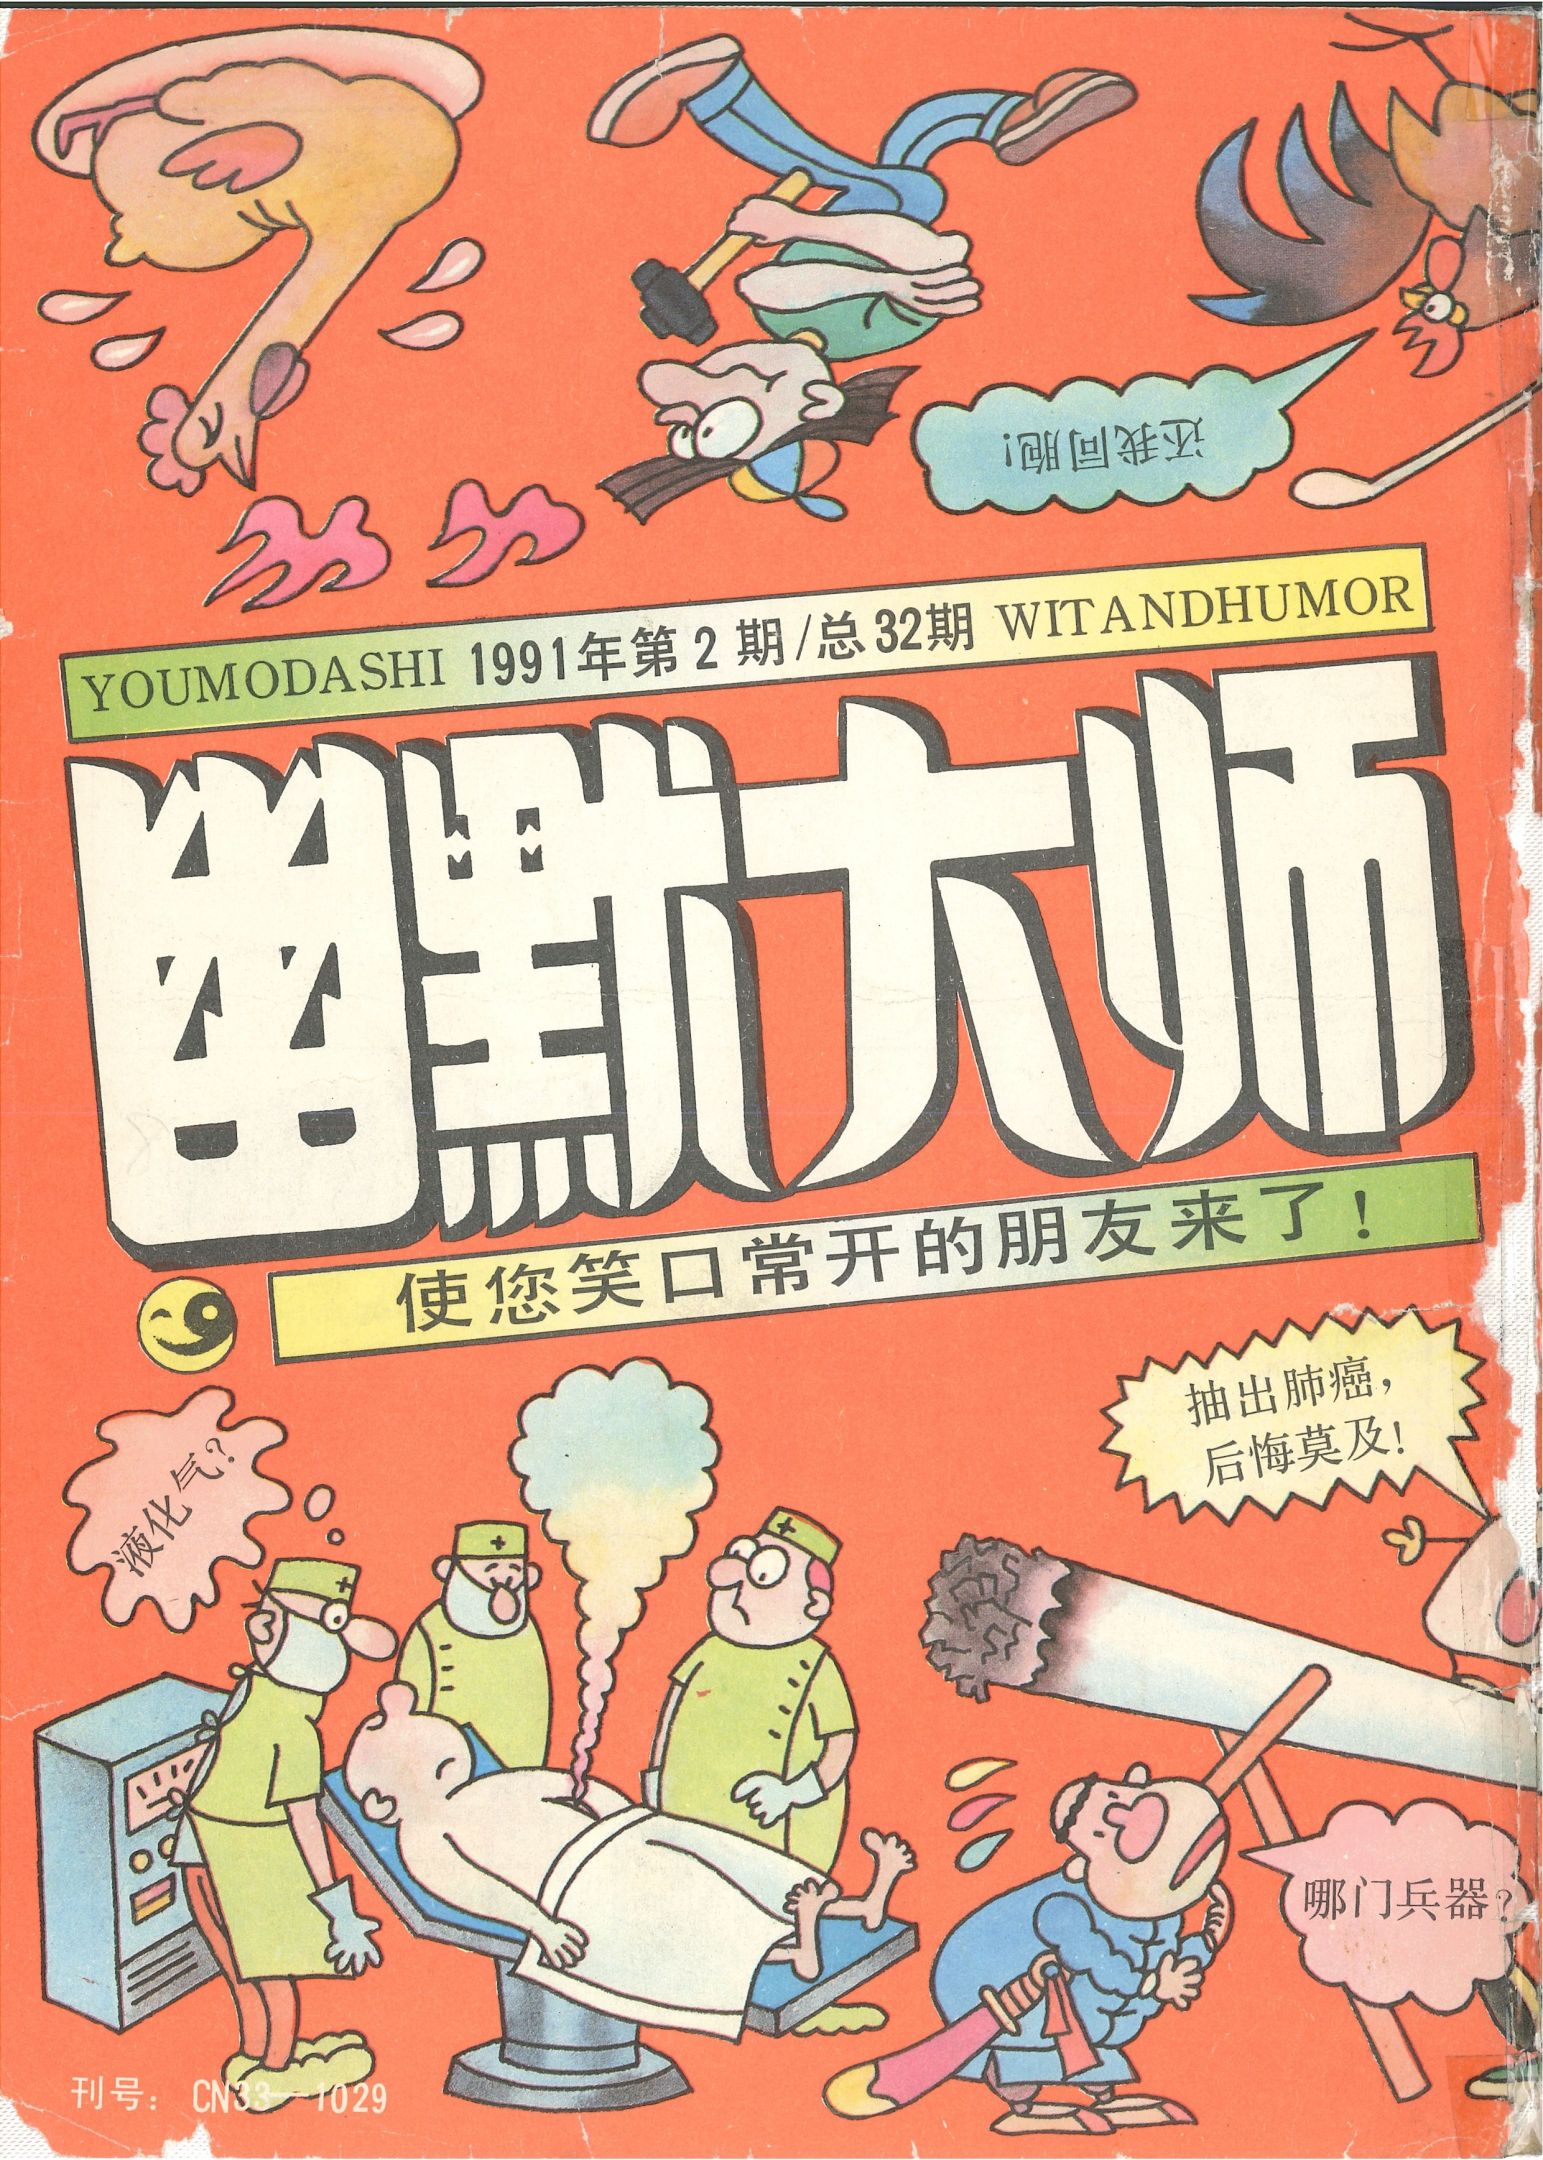 还我同胞!
YOUMODASHI 1991年第2期/总32期 WITANDHUMOR
幽默大师
使您笑口常开的朋友来了!
抽出肺癌,
后悔莫及!
液化气?
哪门兵器?
刊号: CN33—1029